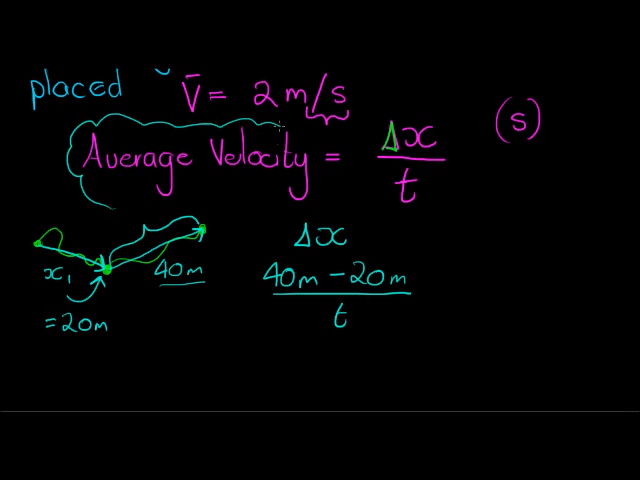 placed
V̄ = 2 m/s
Average Velocity = Δx / t (s)
Δx
40m − 20m
t
x₁
40m
= 20m